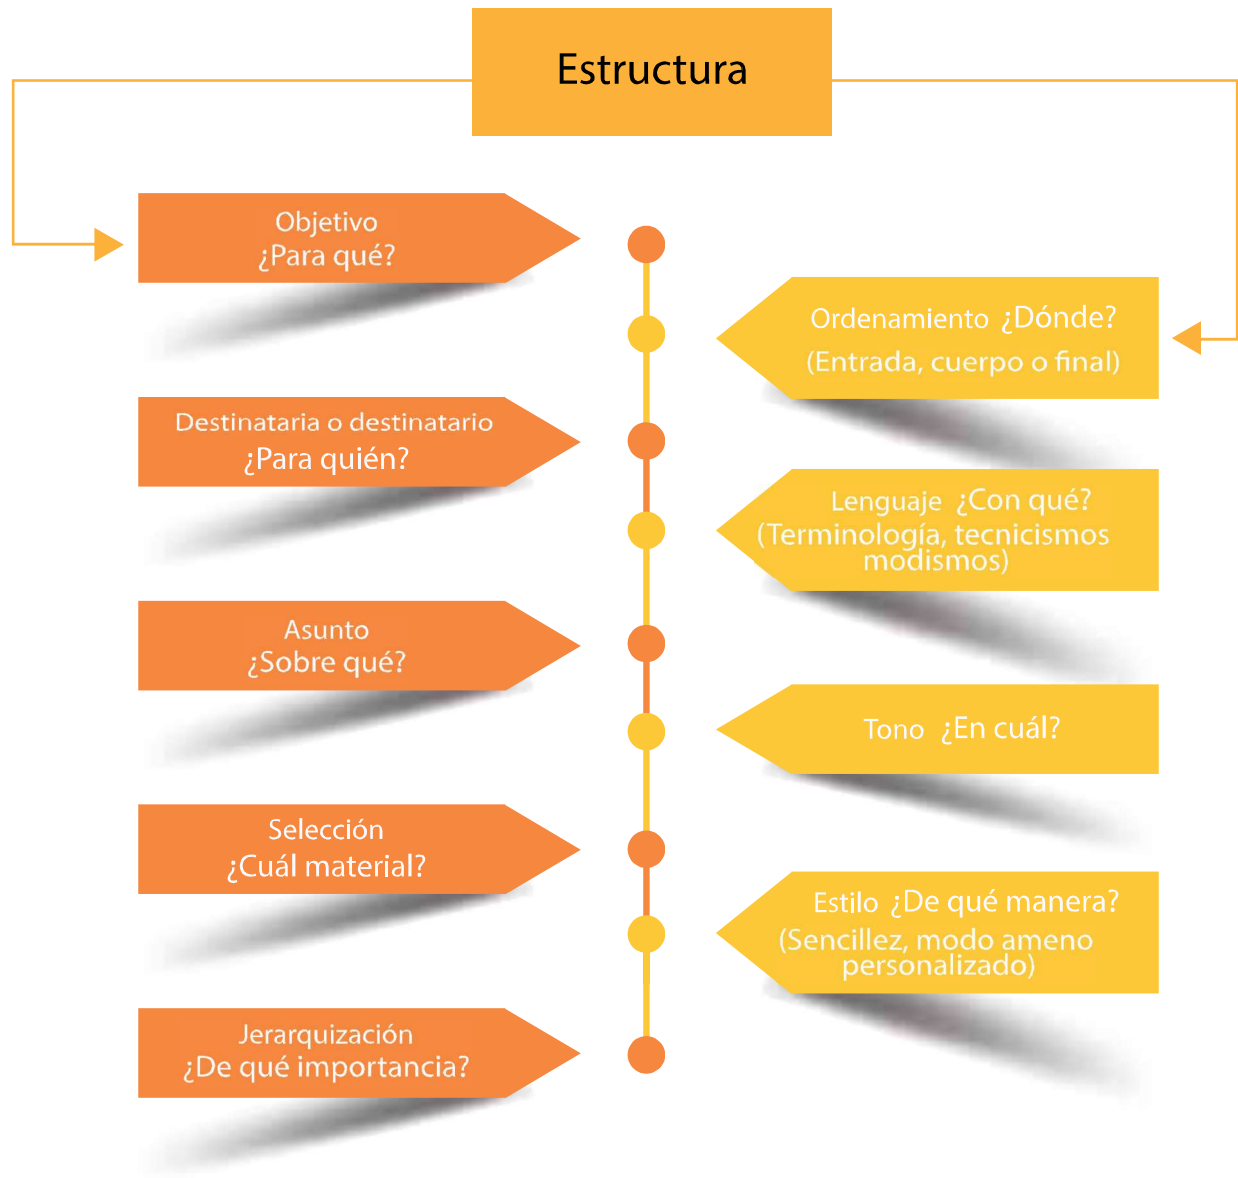 Estructura
Objetivo
¿Para qué?
Destinataria o destinatario
¿Para quién?
Asunto
¿Sobre qué?
Selección
¿Cuál material?
Jerarquización
¿De qué importancia?
Ordenamiento ¿Dónde?
(Entrada, cuerpo o final)
Lenguaje ¿Con qué?
(Terminología, tecnicismos
modismos)
Tono ¿En cuál?
Estilo ¿De qué manera?
(Sencillez, modo ameno
personalizado)